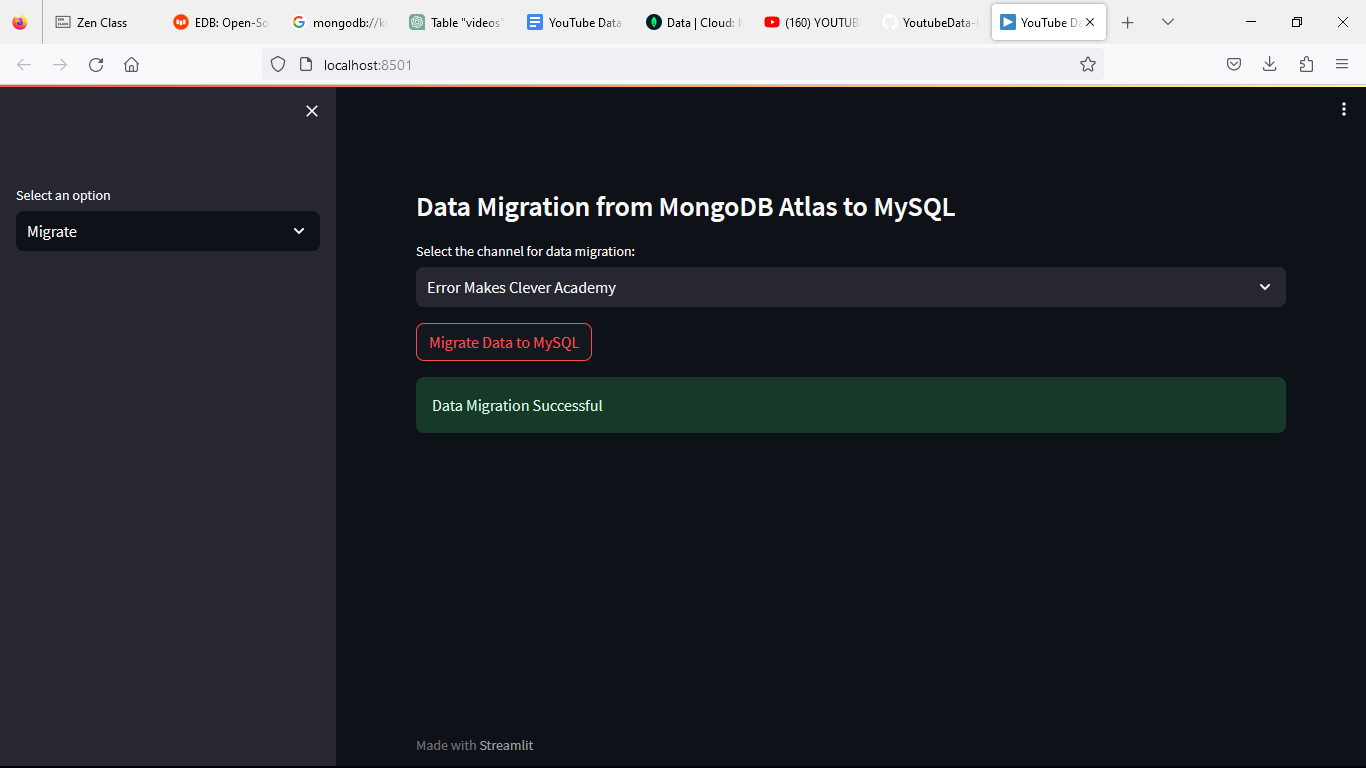 Zen Class
EDB: Open-So
mongodb://k
Table "videos"
YouTube Data
Data | Cloud:
(160) YOUTUB
YoutubeData-
YouTube Da
localhost:8501
Select an option
Migrate
Data Migration from MongoDB Atlas to MySQL
Select the channel for data migration:
Error Makes Clever Academy
Migrate Data to MySQL
Data Migration Successful
Made with Streamlit